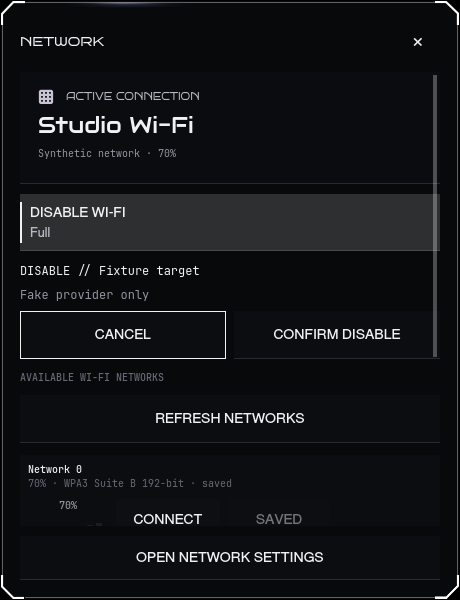 NETWORK ×
ACTIVE CONNECTION
Studio Wi-Fi
Synthetic network · 70%
DISABLE WI-FI
Full
DISABLE // Fixture target
Fake provider only
CANCEL CONFIRM DISABLE
AVAILABLE WI-FI NETWORKS
REFRESH NETWORKS
Network 0
70% · WPA3 Suite B 192-bit · saved
70%
CONNECT SAVED
OPEN NETWORK SETTINGS